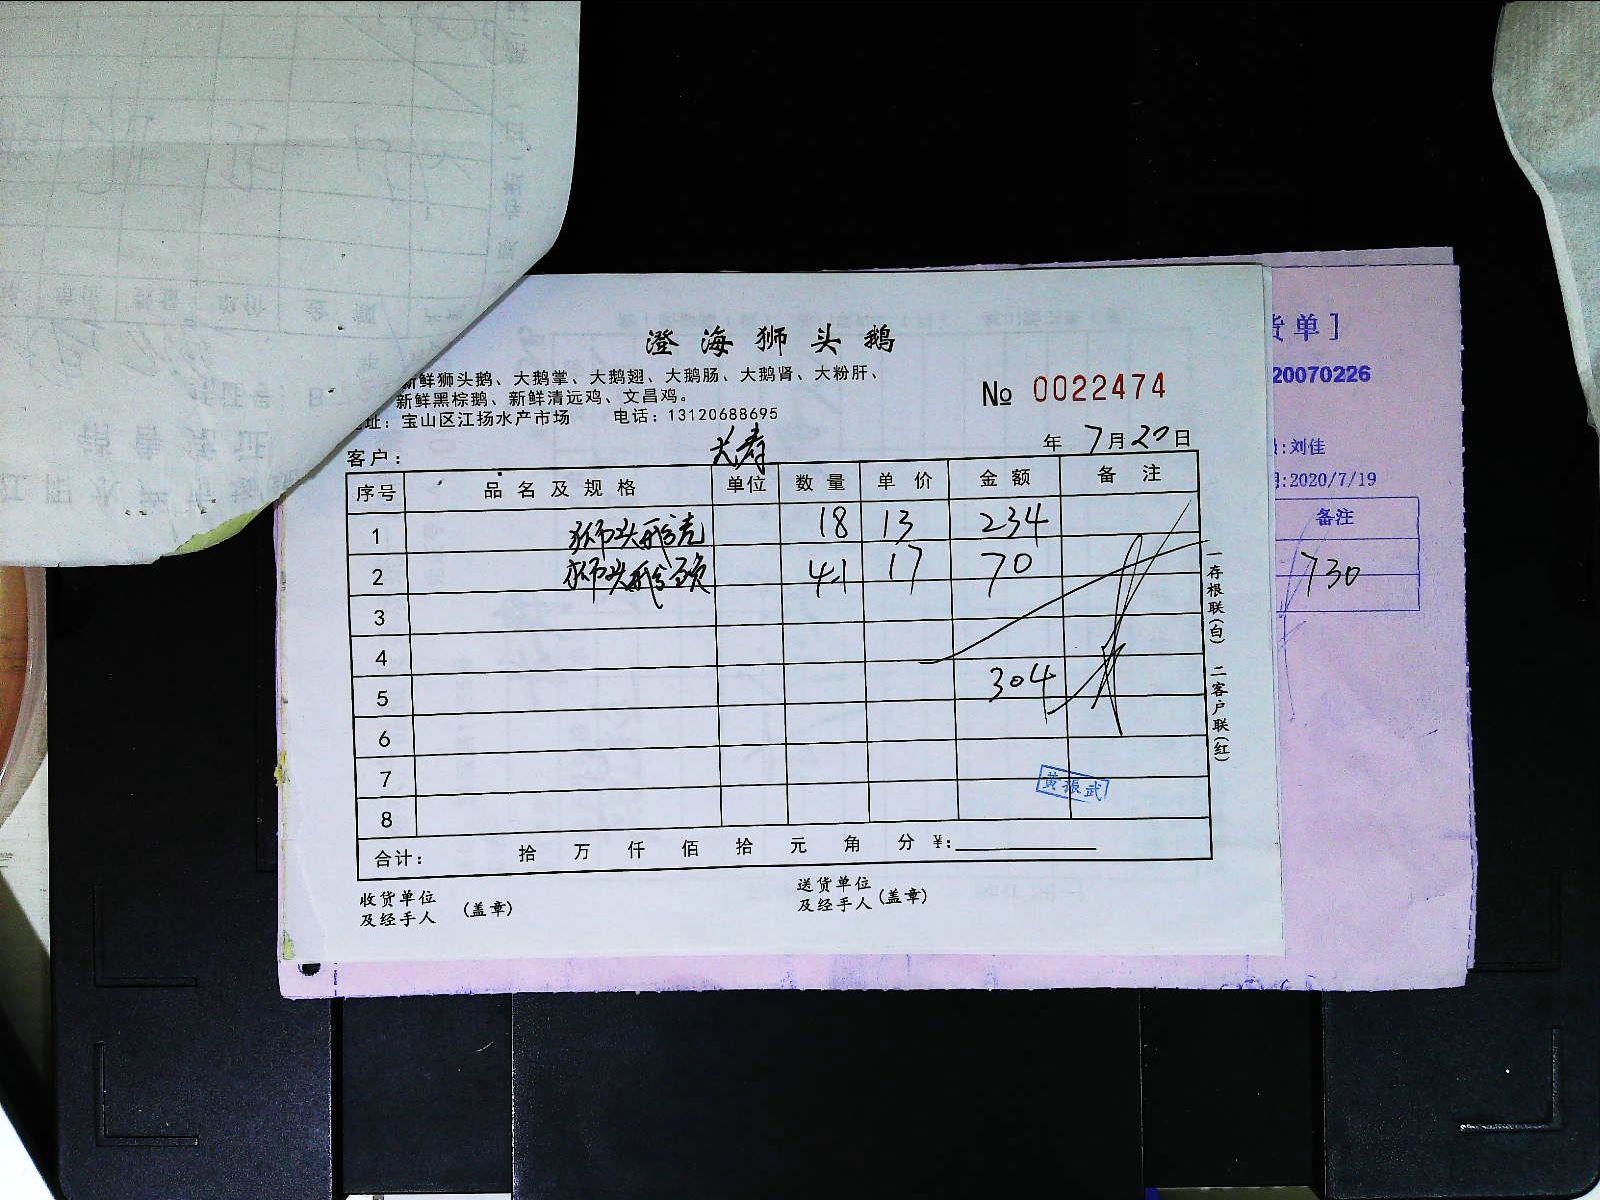 澄海狮头鹅
新鲜狮头鹅、大鹅掌、大鹅翅、大鹅肠、大鹅肾、大粉肝、
新鲜黑棕鹅、新鲜清远鸡、文昌鸡。
址：宝山区江扬水产市场 电话：13120688695
№ 0022474
客户： 大寿
年 7月20日
序号 品名及规格 单位 数量 单价 金额 备注
1 狮头鹅壳 18 13 234
2 狮头鹅颈 4.1 17 70
3
4
5 304
6
7
8
黄振武
合计： 拾 万 仟 佰 拾 元 角 分 ¥：
收货单位
及经手人 （盖章）
送货单位
及经手人（盖章）
一存根联（白） 二客户联（红）
货单]
20070226
:刘佳
:2020/7/19
备注
730